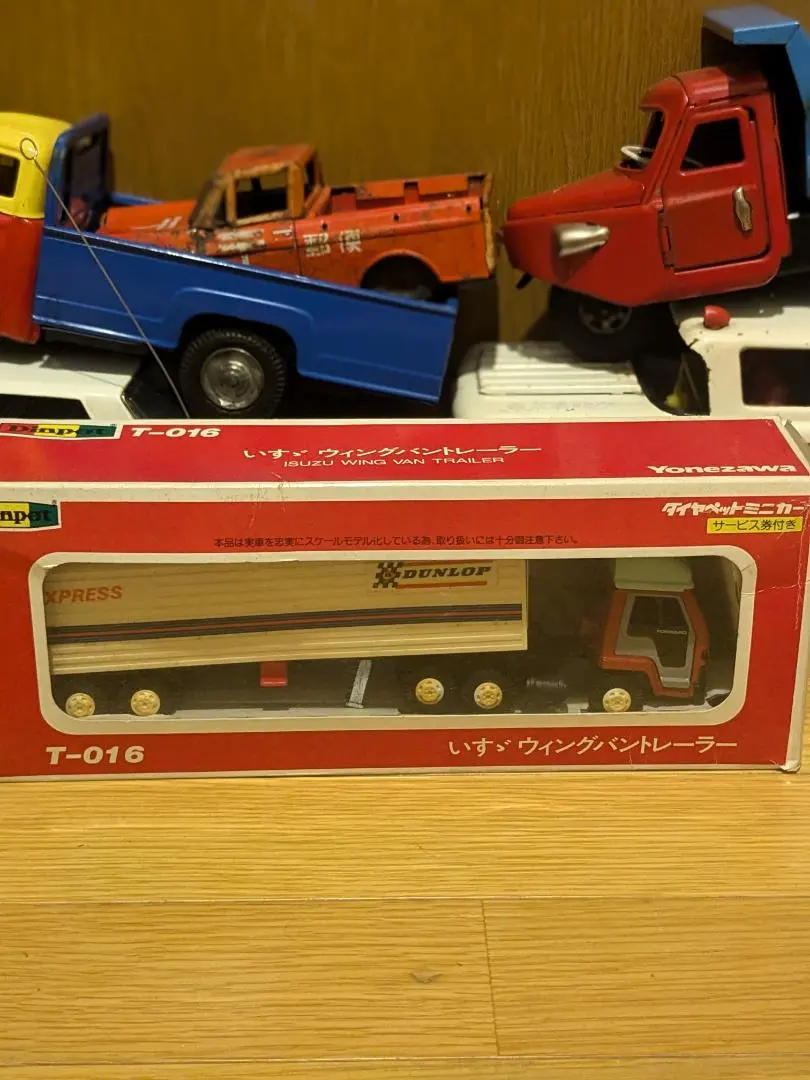 Diapet T-016
いすゞ ウィングバントレーラー
ISUZU WING VAN TRAILER
Yonezawa
npet
ダイヤペットミニカー
サービス券付き
本品は実車を忠実にスケールモデル化している為、取り扱いには十分御注意下さい。
XPRESS
DUNLOP
T-016
いすゞ ウィングバントレーラー